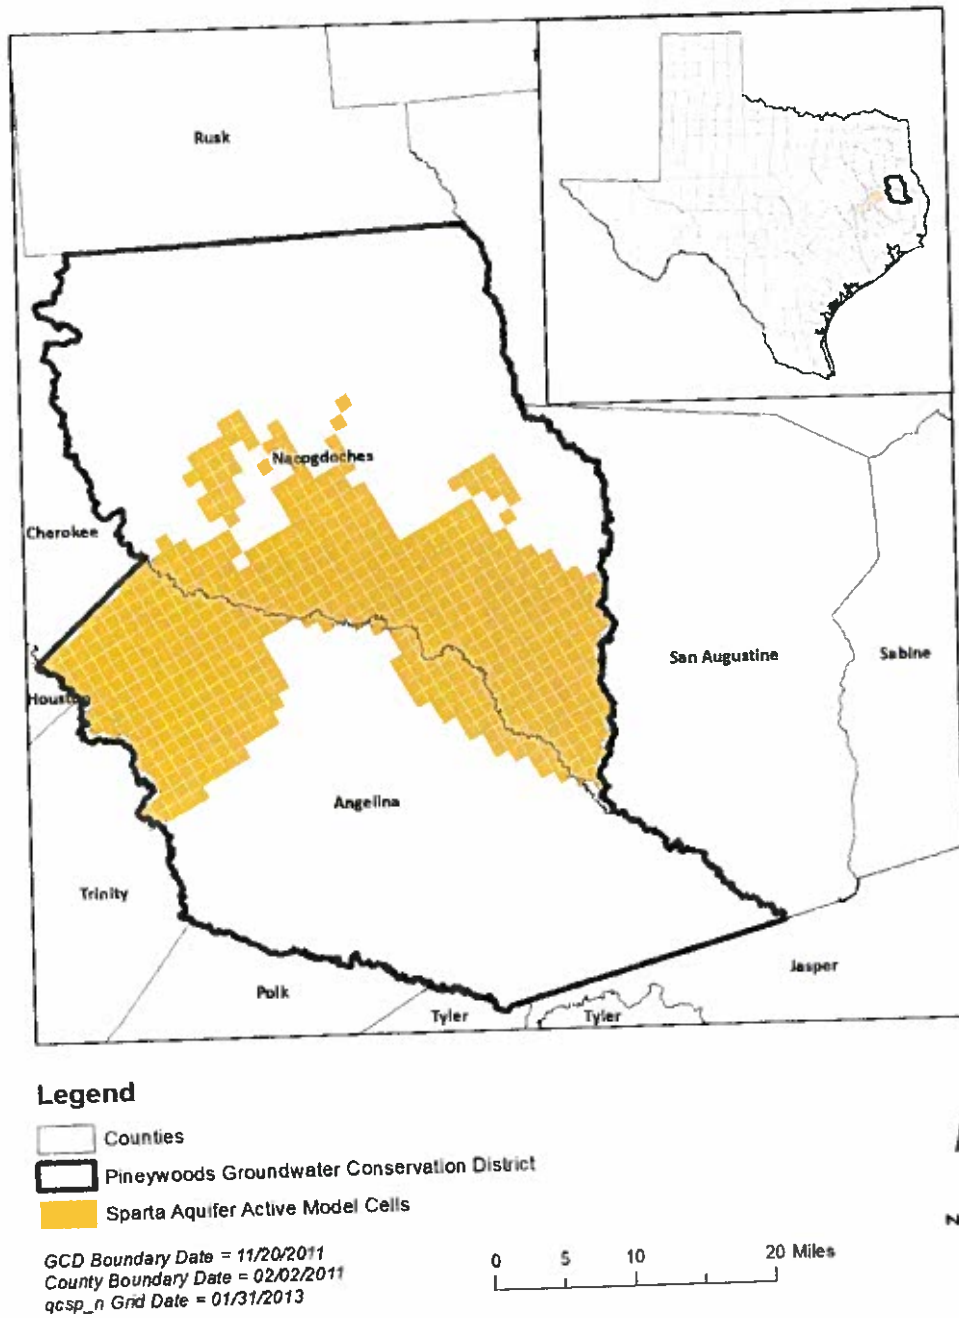 Rusk
Nacogdoches
Cherokee
San Augustine
Sabine
Houston
Angelina
Trinity
Jasper
Polk
Tyler
Tyler
Legend
Counties
Pineywoods Groundwater Conservation District
Sparta Aquifer Active Model Cells
GCD Boundary Date = 11/20/2011
County Boundary Date = 02/02/2011
qcsp_n Grid Date = 01/31/2013
0 5 10 20 Miles
N